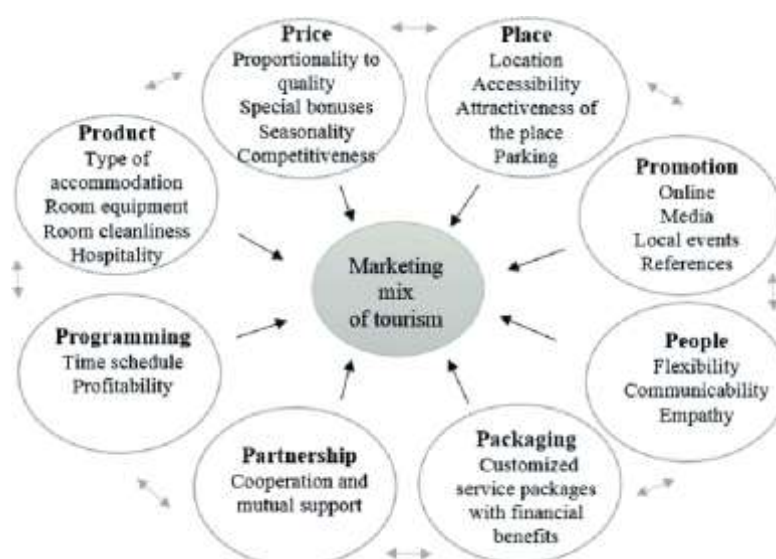 Price
Proportionality to
quality
Special bonuses
Seasonality
Competitiveness
Place
Location
Accessibility
Attractiveness of
the place
Parking
Product
Type of
accommodation
Room equipment
Room cleanliness
Hospitality
Promotion
Online
Media
Local events
References
Marketing
mix
of tourism
Programming
Time schedule
Profitability
People
Flexibility
Communicability
Empathy
Partnership
Cooperation and
mutual support
Packaging
Customized
service packages
with financial
benefits